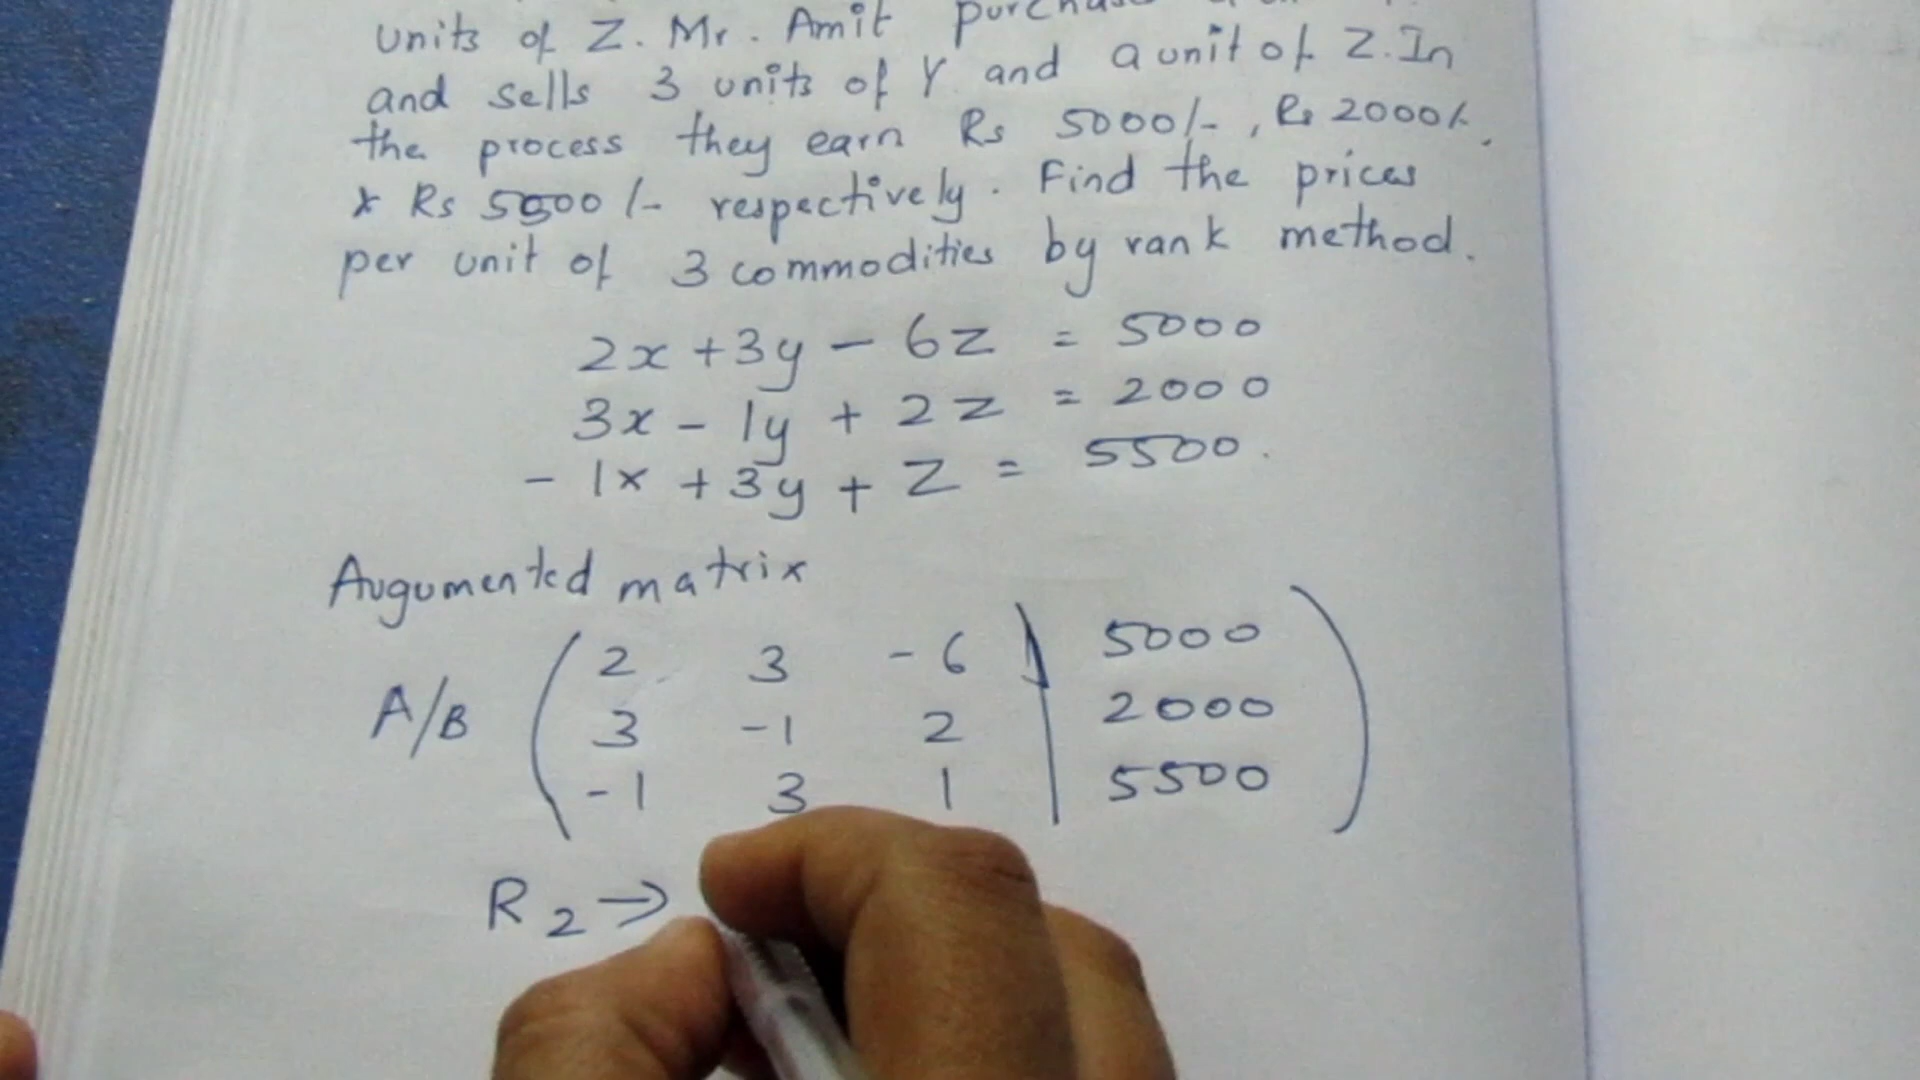 units of Z. Mr. Amit purchas
and sells 3 units of Y and a unit of Z. In
the process they earn Rs 5000/-, Rs 2000/-.
& Rs 5500/- respectively. Find the prices
per unit of 3 commodities by rank method.
2x + 3y - 6z = 5000
3x - 1y + 2z = 2000
- 1x + 3y + z = 5500.
Augumented matrix
2 3 -6 | 5000
A/B 3 -1 2 | 2000
-1 3 1 | 5500
R2 →